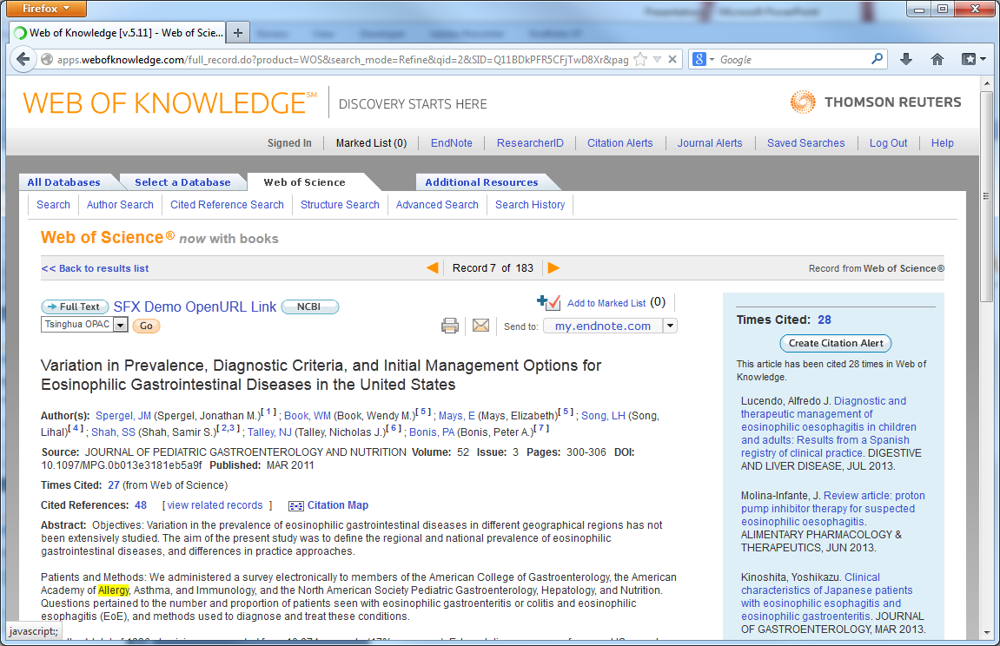 Firefox
Web of Knowledge [v.5.11] - Web of Scie...
apps.webofknowledge.com/full_record.do?product=WOS&search_mode=Refine&qid=2&SID=Q11BDkPFR5CFjTwD8Xr&pag
Google
WEB OF KNOWLEDGE℠ DISCOVERY STARTS HERE
THOMSON REUTERS
Signed In Marked List (0) EndNote ResearcherID Citation Alerts Journal Alerts Saved Searches Log Out Help
All Databases Select a Database Web of Science Additional Resources
Search Author Search Cited Reference Search Structure Search Advanced Search Search History
Web of Science® now with books
<< Back to results list Record 7 of 183 Record from Web of Science®
Full Text SFX Demo OpenURL Link NCBI
Tsinghua OPAC Go
Add to Marked List (0)
Send to: my.endnote.com
Variation in Prevalence, Diagnostic Criteria, and Initial Management Options for
Eosinophilic Gastrointestinal Diseases in the United States
Author(s): Spergel, JM (Spergel, Jonathan M.)[ 1 ] ; Book, WM (Book, Wendy M.)[ 5 ] ; Mays, E (Mays, Elizabeth)[ 5 ] ; Song, LH (Song,
Lihal)[ 4 ] ; Shah, SS (Shah, Samir S.)[ 2,3 ] ; Talley, NJ (Talley, Nicholas J.)[ 6 ] ; Bonis, PA (Bonis, Peter A.)[ 7 ]
Source: JOURNAL OF PEDIATRIC GASTROENTEROLOGY AND NUTRITION Volume: 52 Issue: 3 Pages: 300-306 DOI:
10.1097/MPG.0b013e3181eb5a9f Published: MAR 2011
Times Cited: 27 (from Web of Science)
Cited References: 48 [ view related records ] Citation Map
Abstract: Objectives: Variation in the prevalence of eosinophilic gastrointestinal diseases in different geographical regions has not
been extensively studied. The aim of the present study was to define the regional and national prevalence of eosinophilic
gastrointestinal diseases, and differences in practice approaches.
Patients and Methods: We administered a survey electronically to members of the American College of Gastroenterology, the American
Academy of Allergy, Asthma, and Immunology, and the North American Society Pediatric Gastroenterology, Hepatology, and Nutrition.
Questions pertained to the number and proportion of patients seen with eosinophilic gastroenteritis or colitis and eosinophilic
esophagitis (EoE), and methods used to diagnose and treat these conditions.
Times Cited: 28
Create Citation Alert
This article has been cited 28 times in Web of
Knowledge.
Lucendo, Alfredo J. Diagnostic and
therapeutic management of
eosinophilic oesophagitis in children
and adults: Results from a Spanish
registry of clinical practice. DIGESTIVE
AND LIVER DISEASE, JUL 2013.
Molina-Infante, J. Review article: proton
pump inhibitor therapy for suspected
eosinophilic oesophagitis.
ALIMENTARY PHARMACOLOGY &
THERAPEUTICS, JUN 2013.
Kinoshita, Yoshikazu. Clinical
characteristics of Japanese patients
with eosinophilic esophagitis and
eosinophilic gastroenteritis. JOURNAL
OF GASTROENTEROLOGY, MAR 2013.
javascript:;